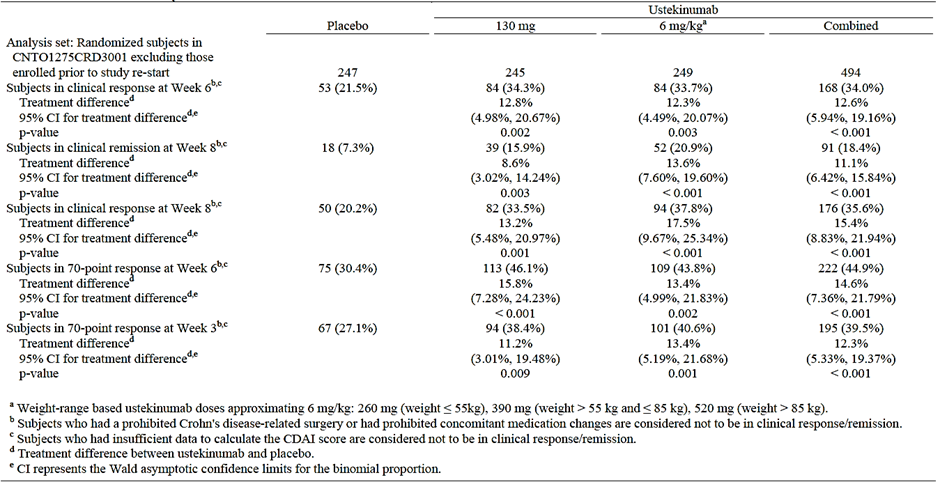 Ustekinumab
Placebo 130 mg 6 mg/kgᵃ Combined
Analysis set: Randomized subjects in
CNTO1275CRD3001 excluding those
enrolled prior to study re-start 247 245 249 494
Subjects in clinical response at Week 6ᵇ,ᶜ 53 (21.5%) 84 (34.3%) 84 (33.7%) 168 (34.0%)
Treatment differenceᵈ 12.8% 12.3% 12.6%
95% CI for treatment differenceᵈ,ᵉ (4.98%, 20.67%) (4.49%, 20.07%) (5.94%, 19.16%)
p-value 0.002 0.003 < 0.001
Subjects in clinical remission at Week 8ᵇ,ᶜ 18 (7.3%) 39 (15.9%) 52 (20.9%) 91 (18.4%)
Treatment differenceᵈ 8.6% 13.6% 11.1%
95% CI for treatment differenceᵈ,ᵉ (3.02%, 14.24%) (7.60%, 19.60%) (6.42%, 15.84%)
p-value 0.003 < 0.001 < 0.001
Subjects in clinical response at Week 8ᵇ,ᶜ 50 (20.2%) 82 (33.5%) 94 (37.8%) 176 (35.6%)
Treatment differenceᵈ 13.2% 17.5% 15.4%
95% CI for treatment differenceᵈ,ᵉ (5.48%, 20.97%) (9.67%, 25.34%) (8.83%, 21.94%)
p-value 0.001 < 0.001 < 0.001
Subjects in 70-point response at Week 6ᵇ,ᶜ 75 (30.4%) 113 (46.1%) 109 (43.8%) 222 (44.9%)
Treatment differenceᵈ 15.8% 13.4% 14.6%
95% CI for treatment differenceᵈ,ᵉ (7.28%, 24.23%) (4.99%, 21.83%) (7.36%, 21.79%)
p-value < 0.001 0.002 < 0.001
Subjects in 70-point response at Week 3ᵇ,ᶜ 67 (27.1%) 94 (38.4%) 101 (40.6%) 195 (39.5%)
Treatment differenceᵈ 11.2% 13.4% 12.3%
95% CI for treatment differenceᵈ,ᵉ (3.01%, 19.48%) (5.19%, 21.68%) (5.33%, 19.37%)
p-value 0.009 0.001 < 0.001
ᵃ Weight-range based ustekinumab doses approximating 6 mg/kg: 260 mg (weight ≤ 55kg), 390 mg (weight > 55 kg and ≤ 85 kg), 520 mg (weight > 85 kg).
ᵇ Subjects who had a prohibited Crohn's disease-related surgery or had prohibited concomitant medication changes are considered not to be in clinical response/remission.
ᶜ Subjects who had insufficient data to calculate the CDAI score are considered not to be in clinical response/remission.
ᵈ Treatment difference between ustekinumab and placebo.
ᵉ CI represents the Wald asymptotic confidence limits for the binomial proportion.